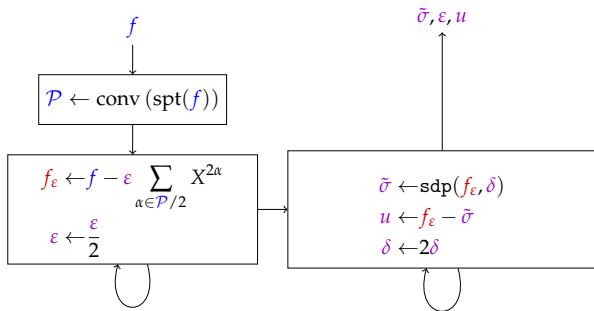 f
σ̃, ε, u
𝒫 ← conv (spt(f))
f_ε ← f − ε ∑_{α∈𝒫/2} X^{2α}
ε ← ε/2
σ̃ ← sdp(f_ε, δ)
u ← f_ε − σ̃
δ ← 2δ